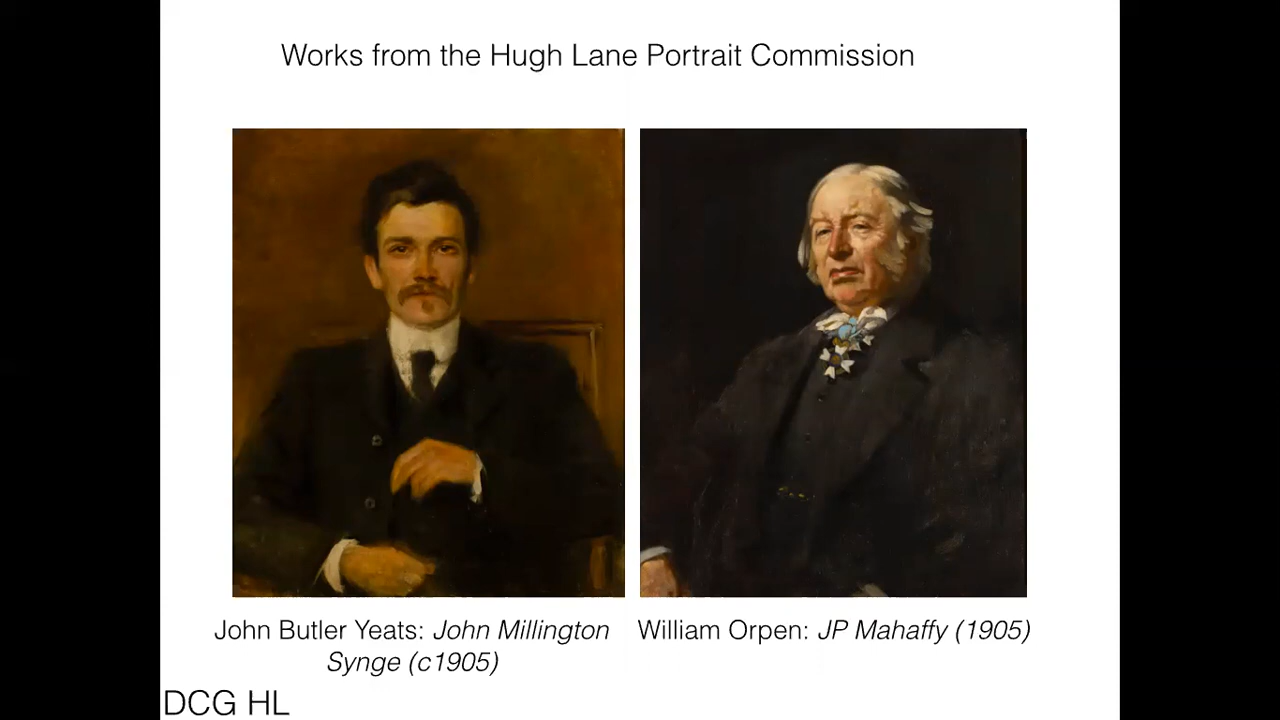 Works from the Hugh Lane Portrait Commission
John Butler Yeats: John Millington
Synge (c1905)
William Orpen: JP Mahaffy (1905)
DCG HL